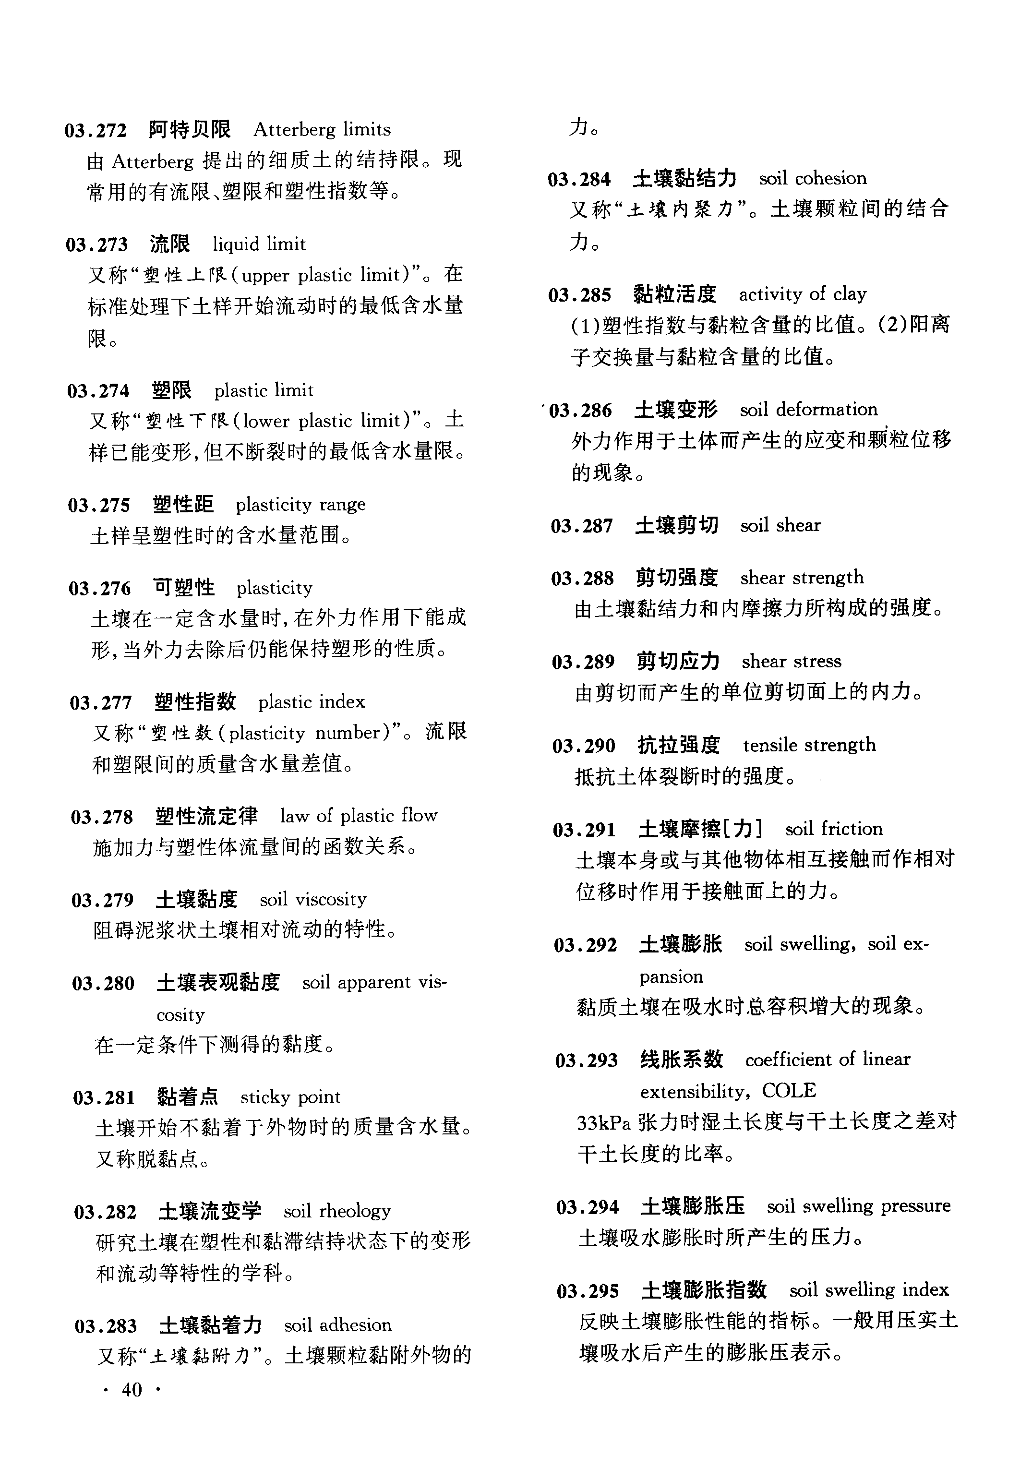 03.272 阿特贝限 Atterberg limits
由 Atterberg 提出的细质土的结持限。现
常用的有流限、塑限和塑性指数等。
03.273 流限 liquid limit
又称“塑性上限(upper plastic limit)”。在
标准处理下土样开始流动时的最低含水量
限。
03.274 塑限 plastic limit
又称“塑性下限(lower plastic limit)”。土
样已能变形,但不断裂时的最低含水量限。
03.275 塑性距 plasticity range
土样呈塑性时的含水量范围。
03.276 可塑性 plasticity
土壤在一定含水量时,在外力作用下能成
形,当外力去除后仍能保持塑形的性质。
03.277 塑性指数 plastic index
又称“塑性数(plasticity number)”。流限
和塑限间的质量含水量差值。
03.278 塑性流定律 law of plastic flow
施加力与塑性体流量间的函数关系。
03.279 土壤黏度 soil viscosity
阻碍泥浆状土壤相对流动的特性。
03.280 土壤表观黏度 soil apparent vis-
cosity
在一定条件下测得的黏度。
03.281 黏着点 sticky point
土壤开始不黏着于外物时的质量含水量。
又称脱黏点。
03.282 土壤流变学 soil rheology
研究土壤在塑性和黏滞结持状态下的变形
和流动等特性的学科。
03.283 土壤黏着力 soil adhesion
又称“土壤黏附力”。土壤颗粒黏附外物的
· 40 ·
力。
03.284 土壤黏结力 soil cohesion
又称“土壤内聚力”。土壤颗粒间的结合
力。
03.285 黏粒活度 activity of clay
(1)塑性指数与黏粒含量的比值。(2)阳离
子交换量与黏粒含量的比值。
03.286 土壤变形 soil deformation
外力作用于土体而产生的应变和颗粒位移
的现象。
03.287 土壤剪切 soil shear
03.288 剪切强度 shear strength
由土壤黏结力和内摩擦力所构成的强度。
03.289 剪切应力 shear stress
由剪切而产生的单位剪切面上的内力。
03.290 抗拉强度 tensile strength
抵抗土体裂断时的强度。
03.291 土壤摩擦[力] soil friction
土壤本身或与其他物体相互接触而作相对
位移时作用于接触面上的力。
03.292 土壤膨胀 soil swelling, soil ex-
pansion
黏质土壤在吸水时总容积增大的现象。
03.293 线胀系数 coefficient of linear
extensibility, COLE
33kPa 张力时湿土长度与干土长度之差对
干土长度的比率。
03.294 土壤膨胀压 soil swelling pressure
土壤吸水膨胀时所产生的压力。
03.295 土壤膨胀指数 soil swelling index
反映土壤膨胀性能的指标。一般用压实土
壤吸水后产生的膨胀压表示。